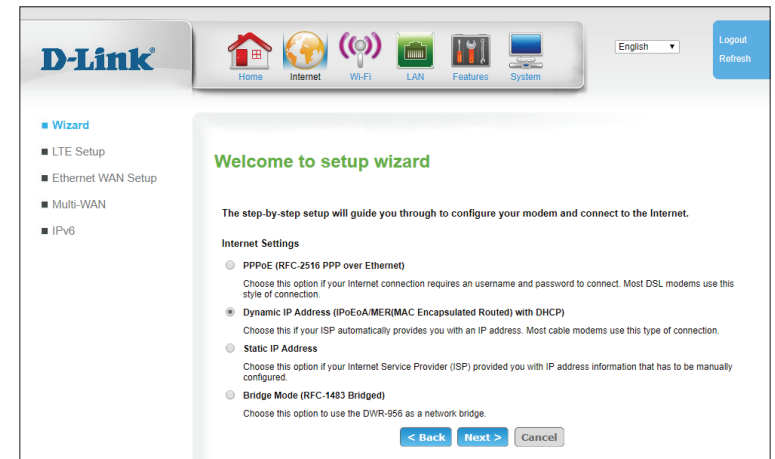 D-Link
Home Internet Wi-Fi LAN Features System
English
Logout
Refresh
Wizard
LTE Setup
Ethernet WAN Setup
Multi-WAN
IPv6
Welcome to setup wizard
The step-by-step setup will guide you through to configure your modem and connect to the Internet.
Internet Settings
PPPoE (RFC-2516 PPP over Ethernet)
Choose this option if your Internet connection requires an username and password to connect. Most DSL modems use this
style of connection.
Dynamic IP Address (IPoEoA/MER(MAC Encapsulated Routed) with DHCP)
Choose this if your ISP automatically provides you with an IP address. Most cable modems use this type of connection.
Static IP Address
Choose this option if your Internet Service Provider (ISP) provided you with IP address information that has to be manually
configured.
Bridge Mode (RFC-1483 Bridged)
Choose this option to use the DWR-956 as a network bridge.
< Back Next > Cancel